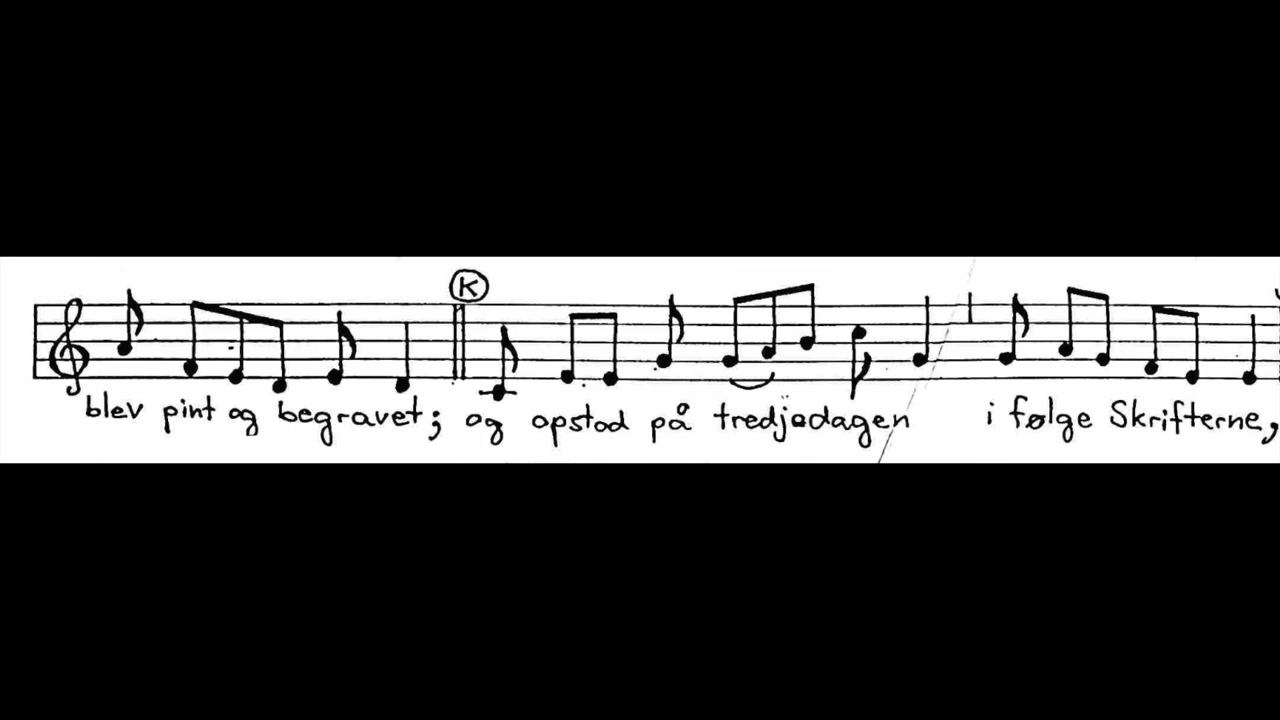 K
blev pint og begravet; og opstod på tredjedagen i følge Skrifterne,